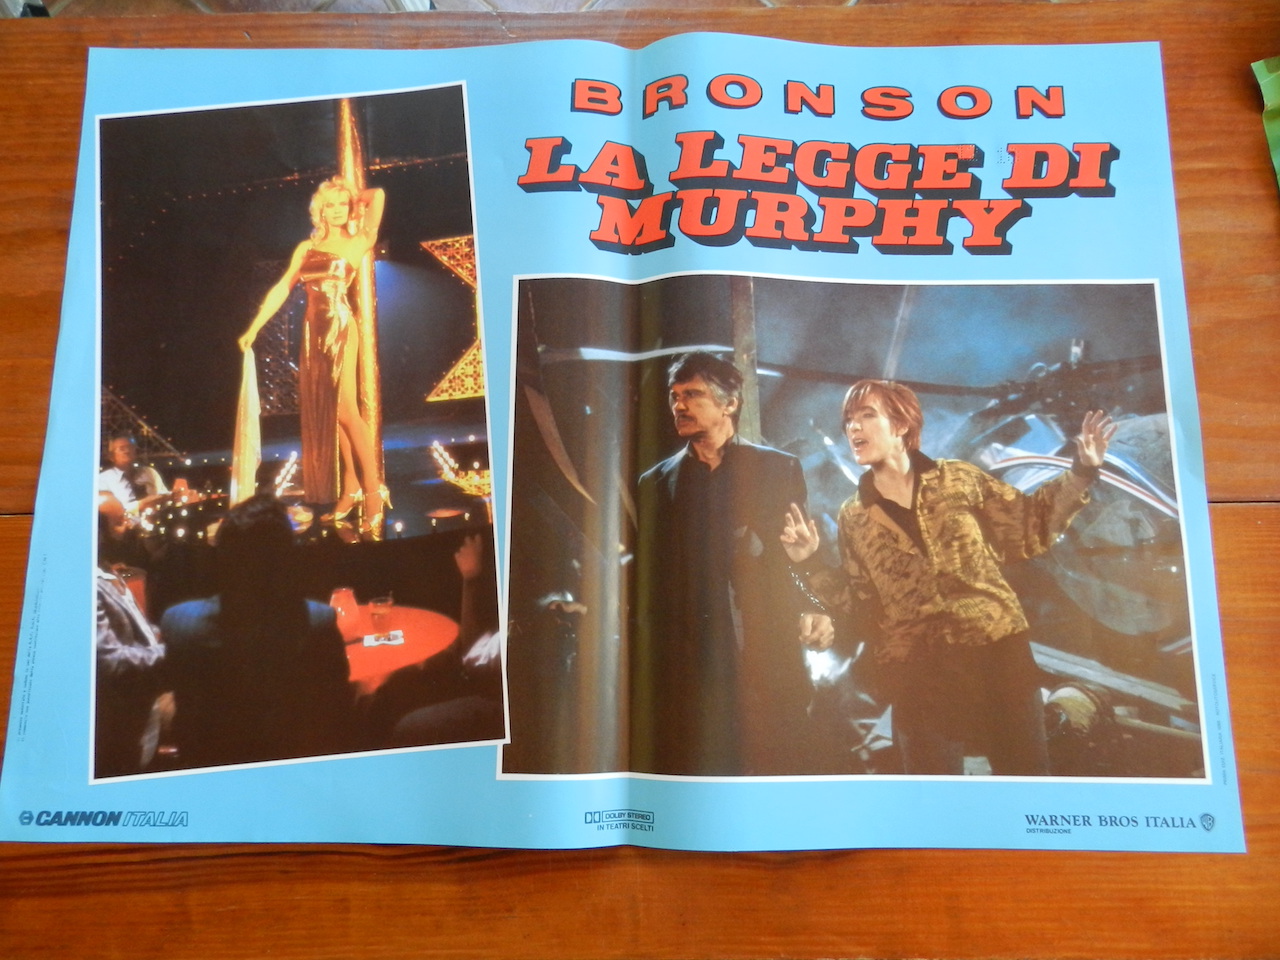 BRONSON
LA LEGGE DI
MURPHY
CANNON ITALIA
DOLBY STEREO
IN TEATRI SCELTI
WARNER BROS ITALIA
DISTRIBUZIONE